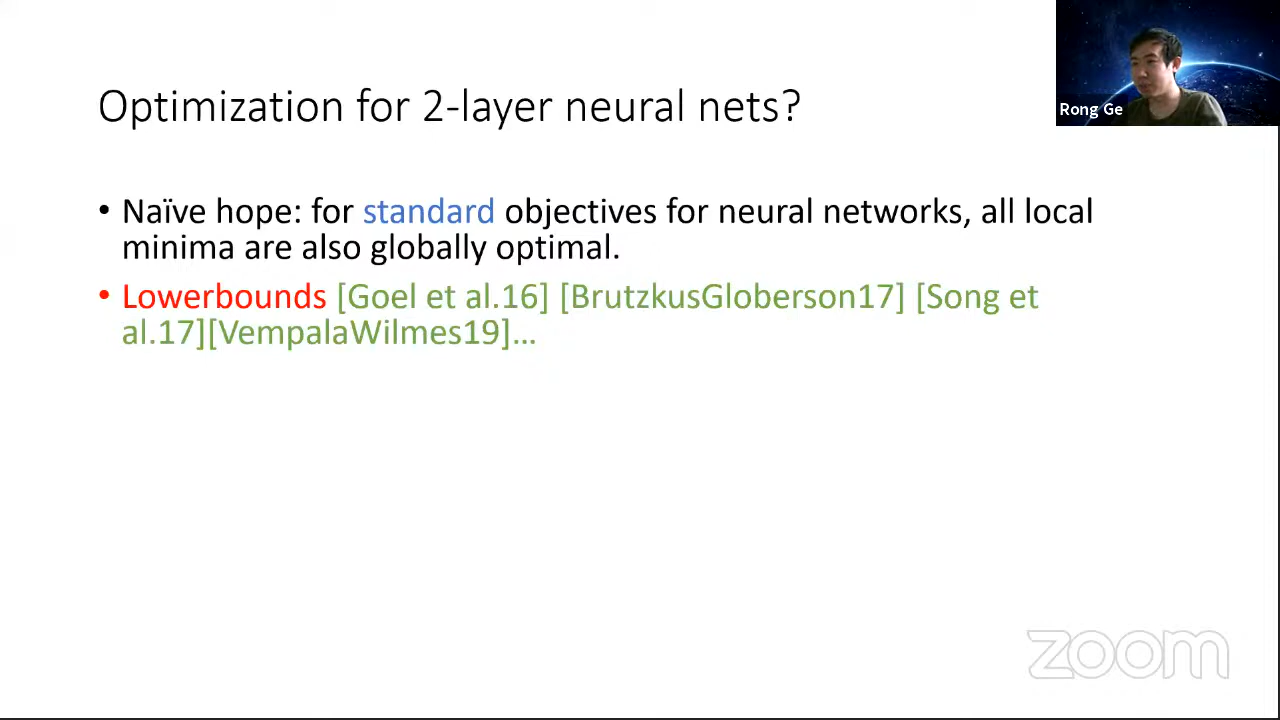 Optimization for 2-layer neural nets?
Rong Ge
• Naïve hope: for standard objectives for neural networks, all local
minima are also globally optimal.
• Lowerbounds [Goel et al.16] [BrutzkusGloberson17] [Song et
al.17][VempalaWilmes19]…
zoom